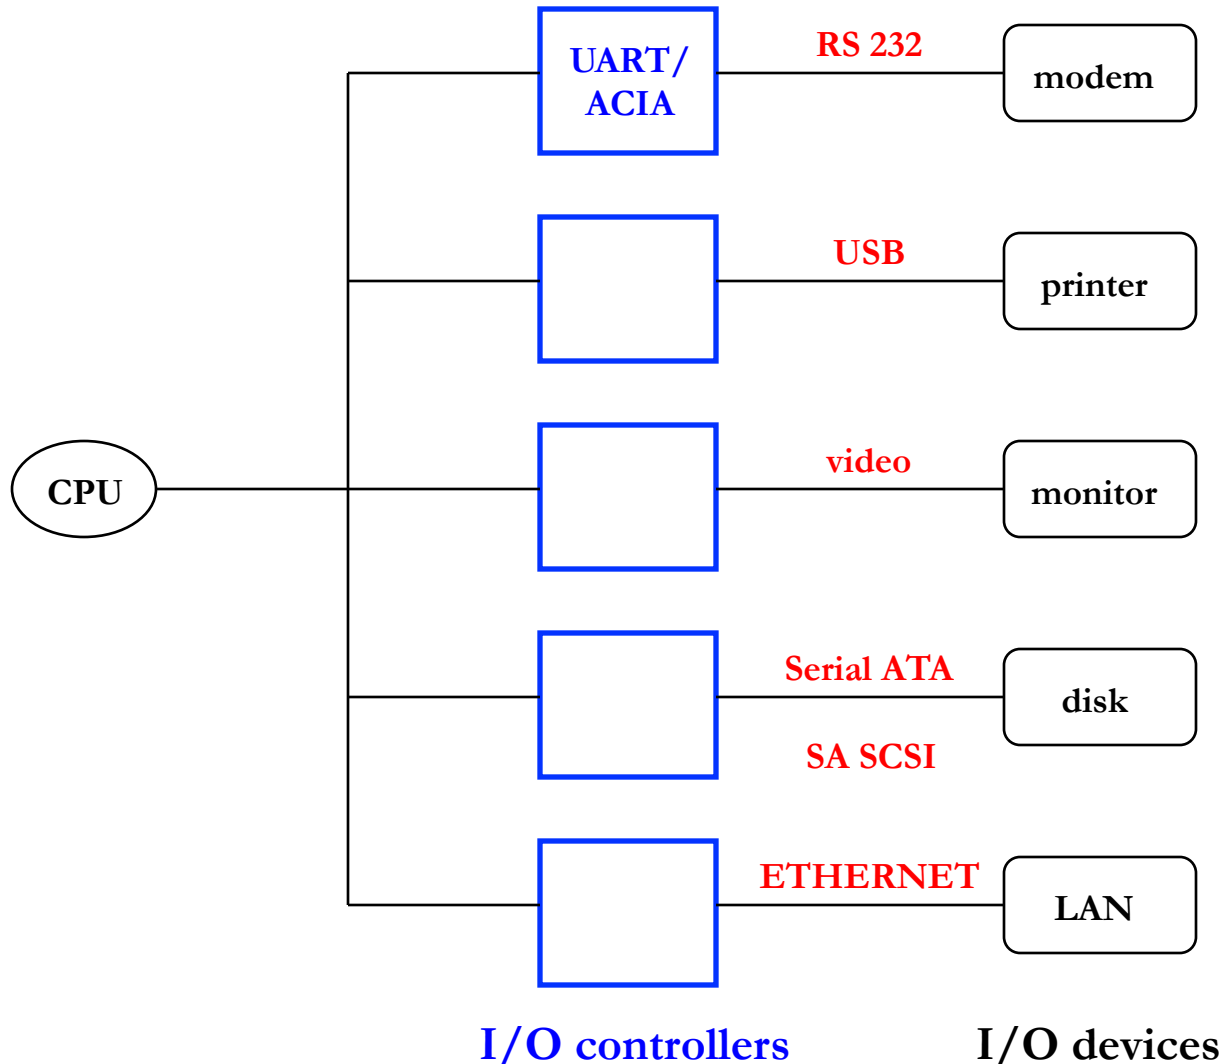 UART/
ACIA
RS 232
modem
USB
printer
CPU
video
monitor
Serial ATA
disk
SA SCSI
ETHERNET
LAN
I/O controllers
I/O devices